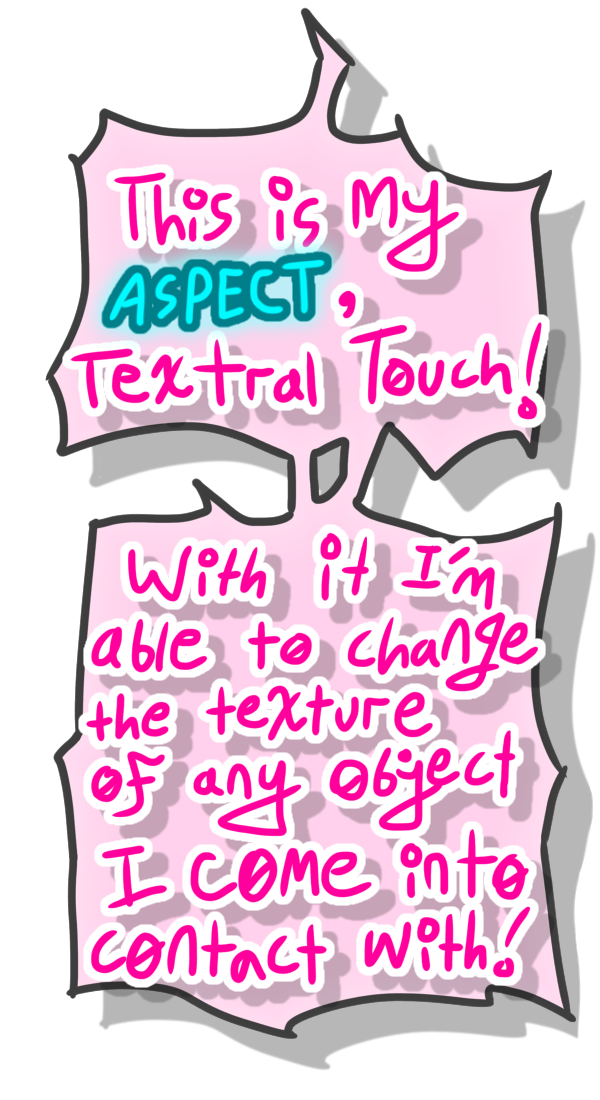 This is My
ASPECT,
Textral Touch!
With it I'm
able to change
the texture
of any object
I come into
contact with!